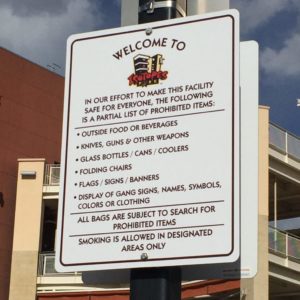 WELCOME TO
ISOTOPES
IN OUR EFFORT TO MAKE THIS FACILITY
SAFE FOR EVERYONE, THE FOLLOWING
IS A PARTIAL LIST OF PROHIBITED ITEMS:
• OUTSIDE FOOD OR BEVERAGES
• KNIVES, GUNS & OTHER WEAPONS
• GLASS BOTTLES / CANS / COOLERS
• FOLDING CHAIRS
• FLAGS / SIGNS / BANNERS
• DISPLAY OF GANG SIGNS, NAMES, SYMBOLS,
COLORS OR CLOTHING
ALL BAGS ARE SUBJECT TO SEARCH FOR
PROHIBITED ITEMS
SMOKING IS ALLOWED IN DESIGNATED
AREAS ONLY